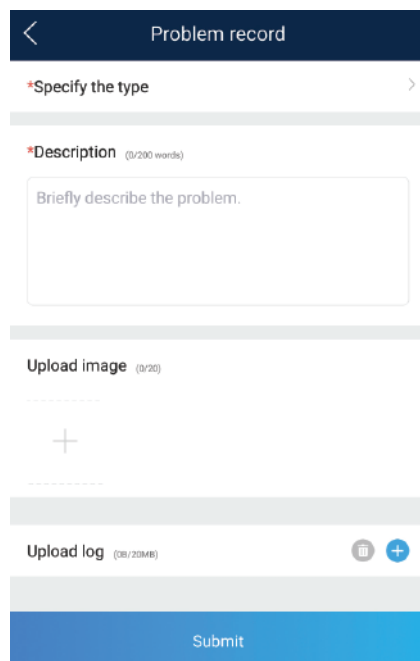 Problem record
*Specify the type
*Description (0/200 words)
Briefly describe the problem.
Upload image (0/20)
Upload log (0B/20MB)
Submit